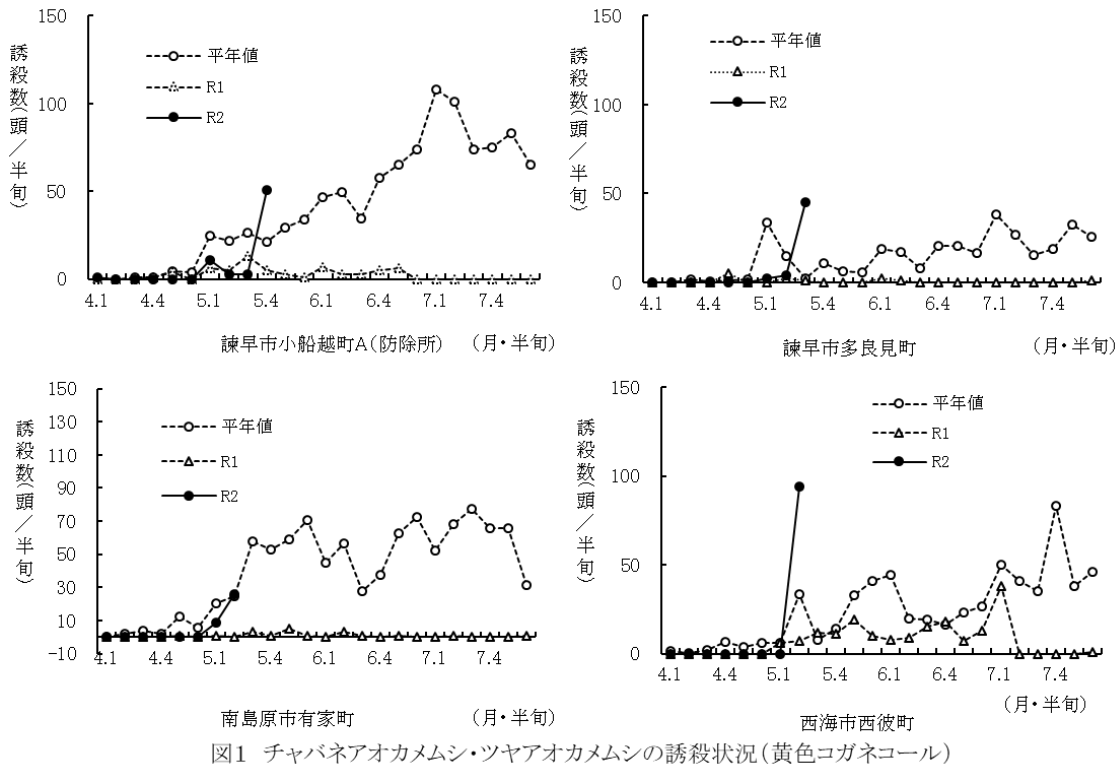 誘殺数(頭/半旬)
150
100
50
0
平年値
R1
R2
4.1 4.4 5.1 5.4 6.1 6.4 7.1 7.4
諫早市小船越町A(防除所) (月・半旬)
誘殺数(頭/半旬)
150
100
50
0
平年値
R1
R2
4.1 4.4 5.1 5.4 6.1 6.4 7.1 7.4
諫早市多良見町 (月・半旬)
誘殺数(頭/半旬)
150
130
110
90
70
50
30
10
-10
平年値
R1
R2
4.1 4.4 5.1 5.4 6.1 6.4 7.1 7.4
南島原市有家町 (月・半旬)
誘殺数(頭/半旬)
150
100
50
0
平年値
R1
R2
4.1 4.4 5.1 5.4 6.1 6.4 7.1 7.4
(月・半旬)
西海市西彼町
図1 チャバネアオカメムシ・ツヤアオカメムシの誘殺状況(黄色コガネコール)